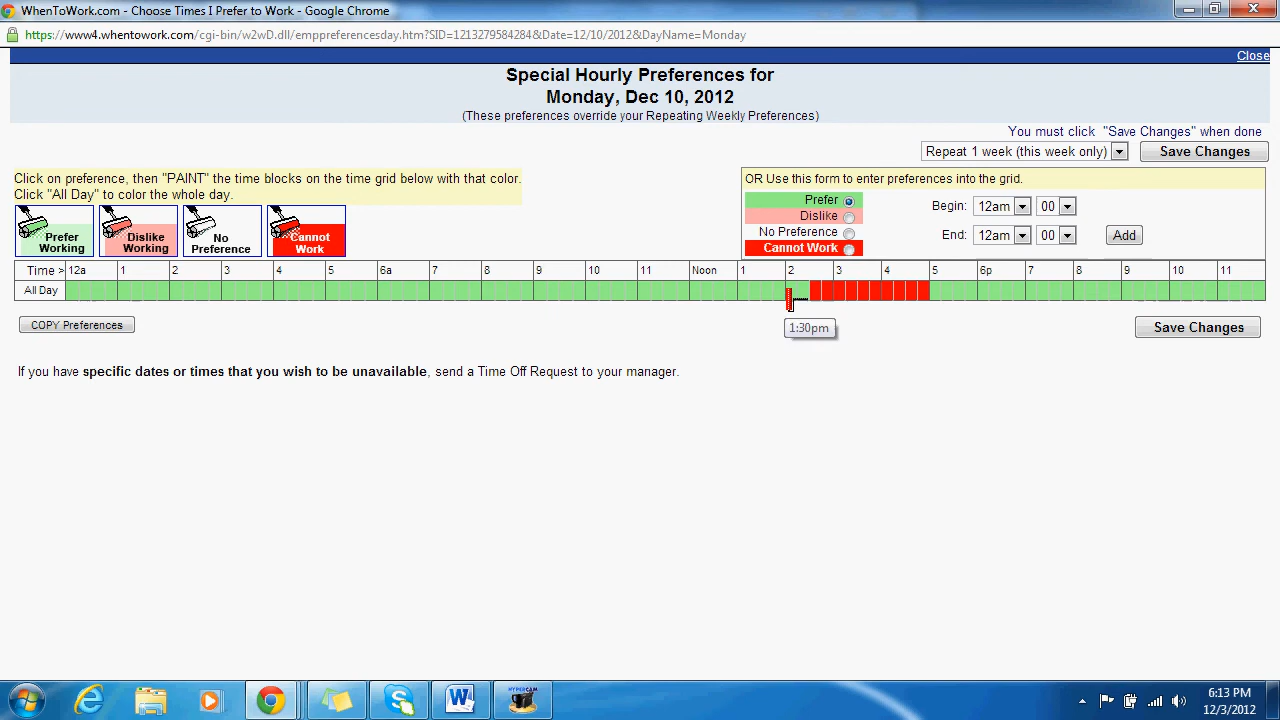 WhenToWork.com - Choose Times I Prefer to Work - Google Chrome
https://www4.whentowork.com/cgi-bin/w2wD.dll/emppreferencesday.htm?SID=1213279584284&Date=12/10/2012&DayName=Monday
Close
Special Hourly Preferences for
Monday, Dec 10, 2012
(These preferences override your Repeating Weekly Preferences)
You must click "Save Changes" when done
Repeat 1 week (this week only) Save Changes
Click on preference, then "PAINT" the time blocks on the time grid below with that color.
Click "All Day" to color the whole day.
Prefer Working
Dislike Working
No Preference
Cannot Work
OR Use this form to enter preferences into the grid.
Prefer
Dislike
No Preference
Cannot Work
Begin: 12am 00
End: 12am 00 Add
Time > 12a 1 2 3 4 5 6a 7 8 9 10 11 Noon 1 2 3 4 5 6p 7 8 9 10 11
All Day
COPY Preferences
1:30pm
Save Changes
If you have specific dates or times that you wish to be unavailable, send a Time Off Request to your manager.
W
HYPERCAM
6:13 PM
12/3/2012